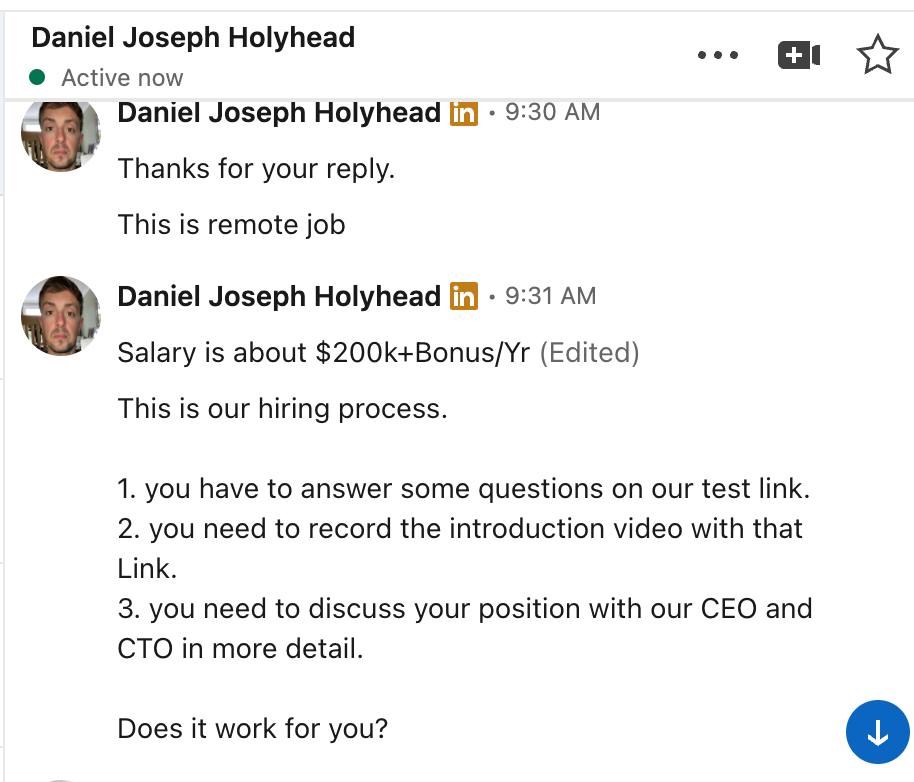 Daniel Joseph Holyhead
Active now
Daniel Joseph Holyhead in • 9:30 AM
Thanks for your reply.
This is remote job
Daniel Joseph Holyhead in • 9:31 AM
Salary is about $200k+Bonus/Yr (Edited)
This is our hiring process.
1. you have to answer some questions on our test link.
2. you need to record the introduction video with that
Link.
3. you need to discuss your position with our CEO and
CTO in more detail.
Does it work for you?